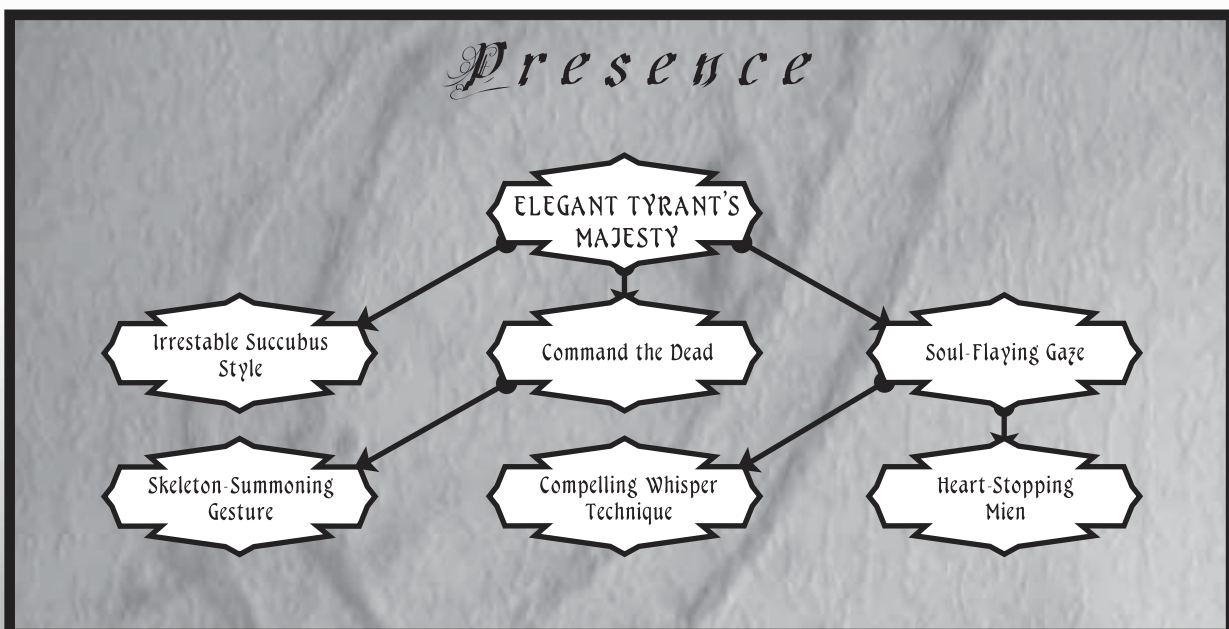 Presence
ELEGANT TYRANT'S
MAJESTY
Irrestable Succubus
Style
Command the Dead
Soul-Flaying Gaze
Skeleton-Summoning
Gesture
Compelling Whisper
Technique
Heart-Stopping
Mien